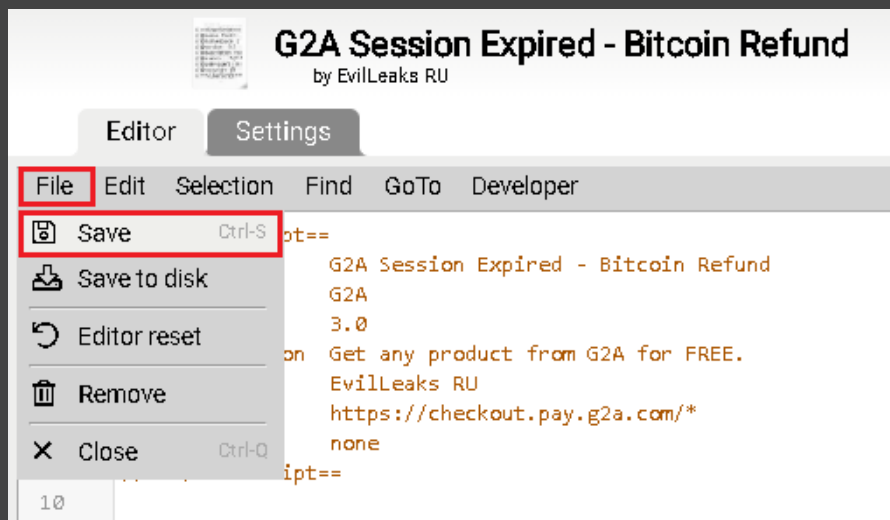 G2A Session Expired - Bitcoin Refund
by EvilLeaks RU
Editor Settings
File Edit Selection Find GoTo Developer
Save Ctrl-S
pt==
Save to disk
G2A Session Expired - Bitcoin Refund
G2A
Editor reset
3.0
on Get any product from G2A for FREE.
Remove
EvilLeaks RU
https://checkout.pay.g2a.com/*
Close Ctrl-Q
none
ipt==
10